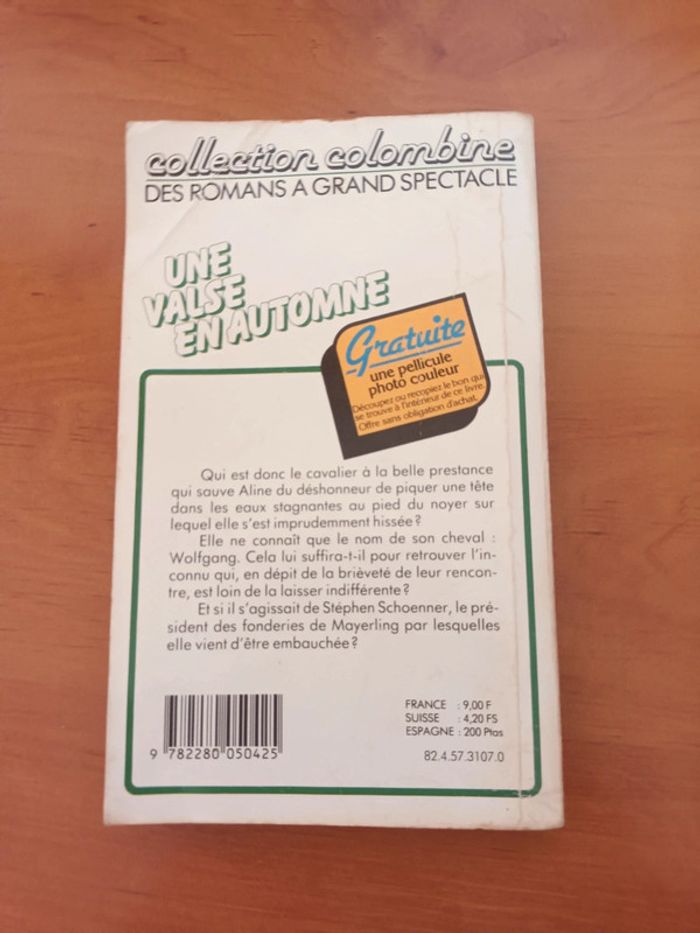 collection colombine
DES ROMANS A GRAND SPECTACLE
UNE
VALSE
EN AUTOMNE
Gratuite
une pellicule
photo couleur
Découpez ou recopiez le bon qui
se trouve à l'intérieur de ce livre.
Offre sans obligation d'achat.
Qui est donc le cavalier à la belle prestance
qui sauve Aline du déshonneur de piquer une tête
dans les eaux stagnantes au pied du noyer sur
lequel elle s'est imprudemment hissée ?
Elle ne connaît que le nom de son cheval :
Wolfgang. Cela lui suffira-t-il pour retrouver l'in-
connu qui, en dépit de la brièveté de leur rencon-
tre, est loin de la laisser indifférente ?
Et si il s'agissait de Stéphen Schoenner, le pré-
sident des fonderies de Mayerling par lesquelles
elle vient d'être embauchée ?
FRANCE : 9,00 F
SUISSE : 4,20 FS
ESPAGNE : 200 Ptas
9 782280 050425
82.4.57.3107.0